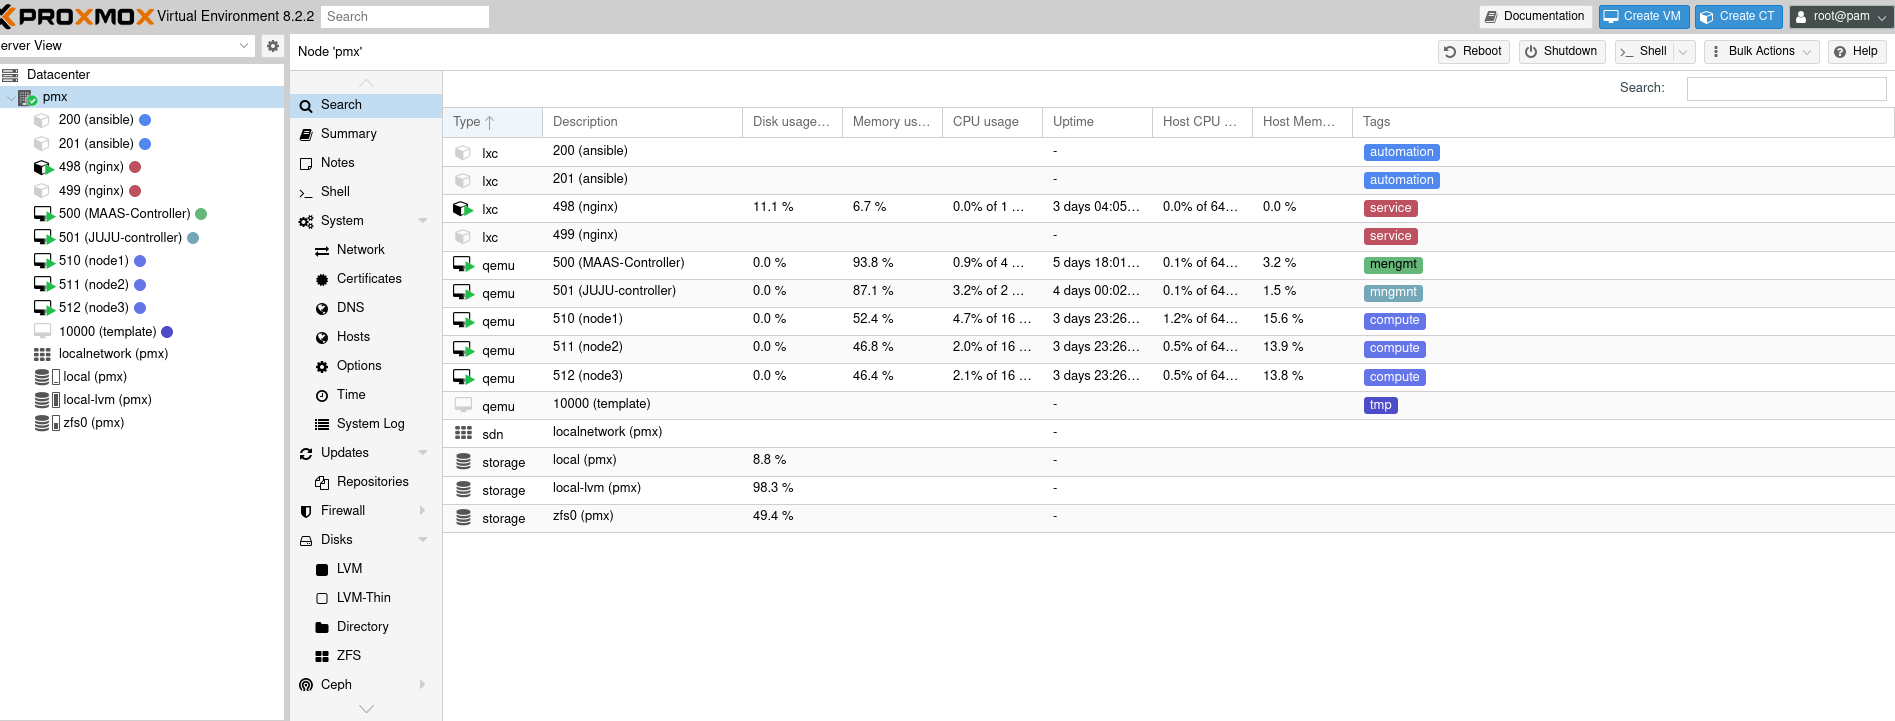 PROXMOX Virtual Environment 8.2.2 Search Documentation Create VM Create CT root@pam
erver View
Datacenter
pmx
200 (ansible)
201 (ansible)
498 (nginx)
499 (nginx)
500 (MAAS-Controller)
501 (JUJU-controller)
510 (node1)
511 (node2)
512 (node3)
10000 (template)
localnetwork (pmx)
local (pmx)
local-lvm (pmx)
zfs0 (pmx)
Node 'pmx' Reboot Shutdown Shell Bulk Actions Help
Search
Summary
Notes
Shell
System
Network
Certificates
DNS
Hosts
Options
Time
System Log
Updates
Repositories
Firewall
Disks
LVM
LVM-Thin
Directory
ZFS
Ceph
Search:
Type Description Disk usage... Memory us... CPU usage Uptime Host CPU ... Host Mem... Tags
lxc 200 (ansible) - automation
lxc 201 (ansible) - automation
lxc 498 (nginx) 11.1 % 6.7 % 0.0% of 1 ... 3 days 04:05... 0.0% of 64... 0.0 % service
lxc 499 (nginx) - service
qemu 500 (MAAS-Controller) 0.0 % 93.8 % 0.9% of 4 ... 5 days 18:01... 0.1% of 64... 3.2 % mengmt
qemu 501 (JUJU-controller) 0.0 % 87.1 % 3.2% of 2 ... 4 days 00:02... 0.1% of 64... 1.5 % mngmnt
qemu 510 (node1) 0.0 % 52.4 % 4.7% of 16 ... 3 days 23:26... 1.2% of 64... 15.6 % compute
qemu 511 (node2) 0.0 % 46.8 % 2.0% of 16 ... 3 days 23:26... 0.5% of 64... 13.9 % compute
qemu 512 (node3) 0.0 % 46.4 % 2.1% of 16 ... 3 days 23:26... 0.5% of 64... 13.8 % compute
qemu 10000 (template) - tmp
sdn localnetwork (pmx) -
storage local (pmx) 8.8 % -
storage local-lvm (pmx) 98.3 % -
storage zfs0 (pmx) 49.4 % -